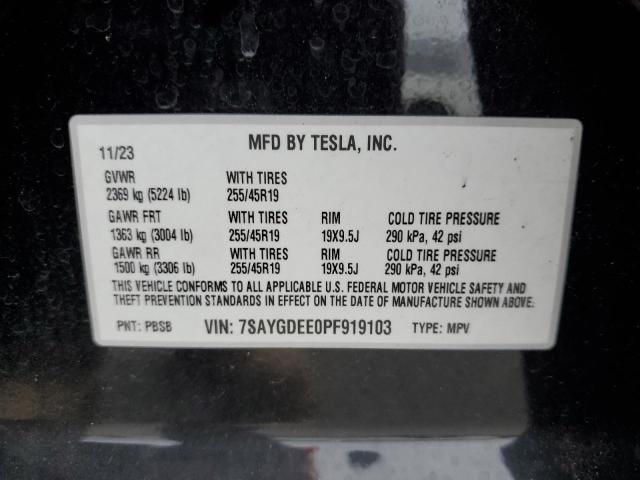 MFD BY TESLA, INC.
11/23
GVWR WITH TIRES
2369 kg (5224 lb) 255/45R19
GAWR FRT WITH TIRES RIM COLD TIRE PRESSURE
1363 kg (3004 lb) 255/45R19 19X9.5J 290 kPa, 42 psi
GAWR RR WITH TIRES RIM COLD TIRE PRESSURE
1500 kg (3306 lb) 255/45R19 19X9.5J 290 kPa, 42 psi
THIS VEHICLE CONFORMS TO ALL APPLICABLE U.S. FEDERAL MOTOR VEHICLE SAFETY AND
THEFT PREVENTION STANDARDS IN EFFECT ON THE DATE OF MANUFACTURE SHOWN ABOVE.
PNT: PBSB VIN: 7SAYGDEE0PF919103 TYPE: MPV